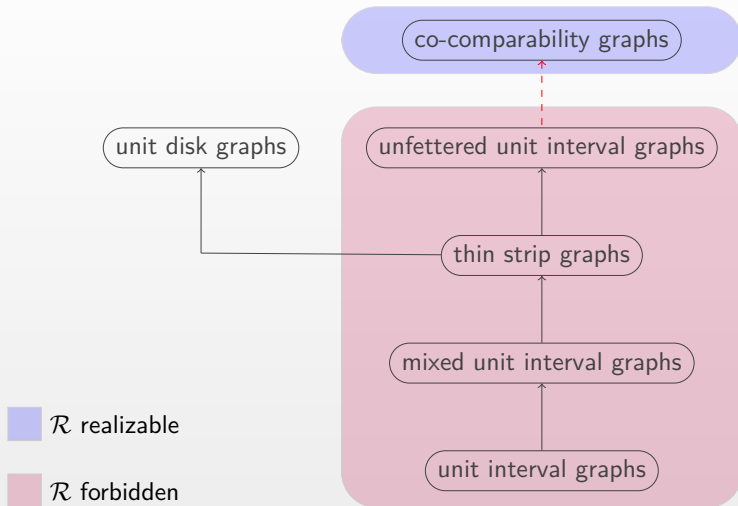 co-comparability graphs
unit disk graphs
unfettered unit interval graphs
thin strip graphs
mixed unit interval graphs
ℛ realizable
unit interval graphs
ℛ forbidden